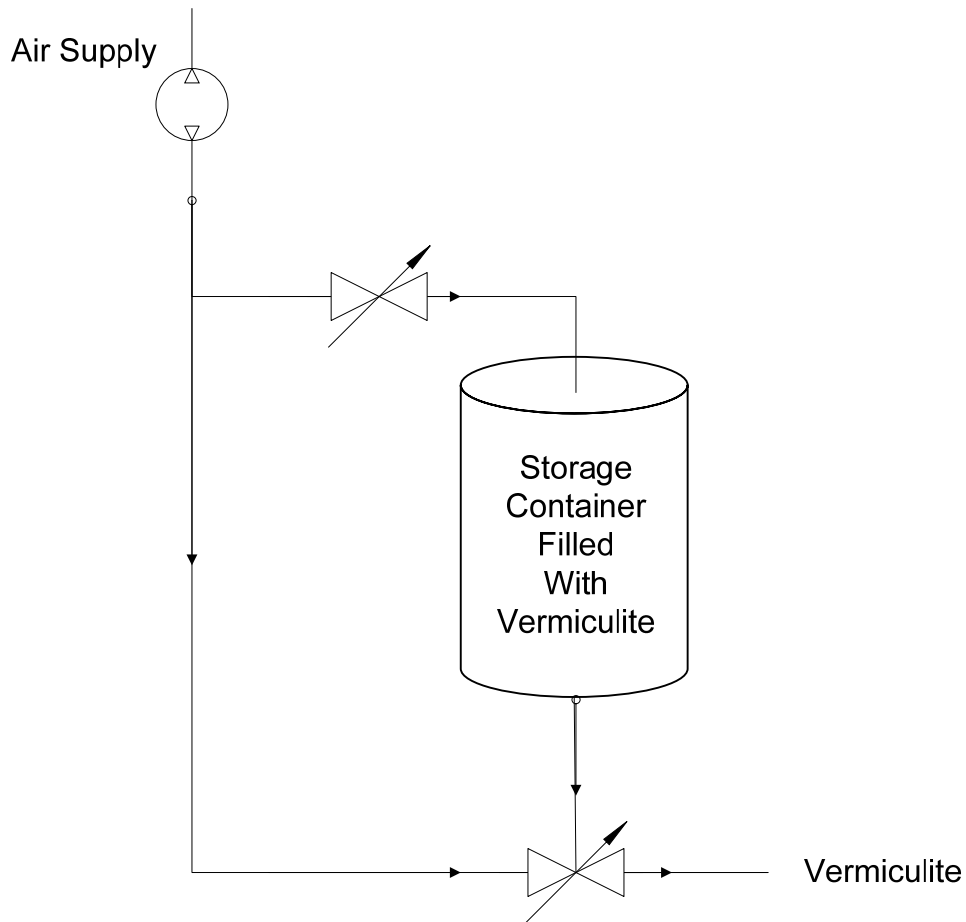 Air Supply
Storage
Container
Filled
With
Vermiculite
Vermiculite